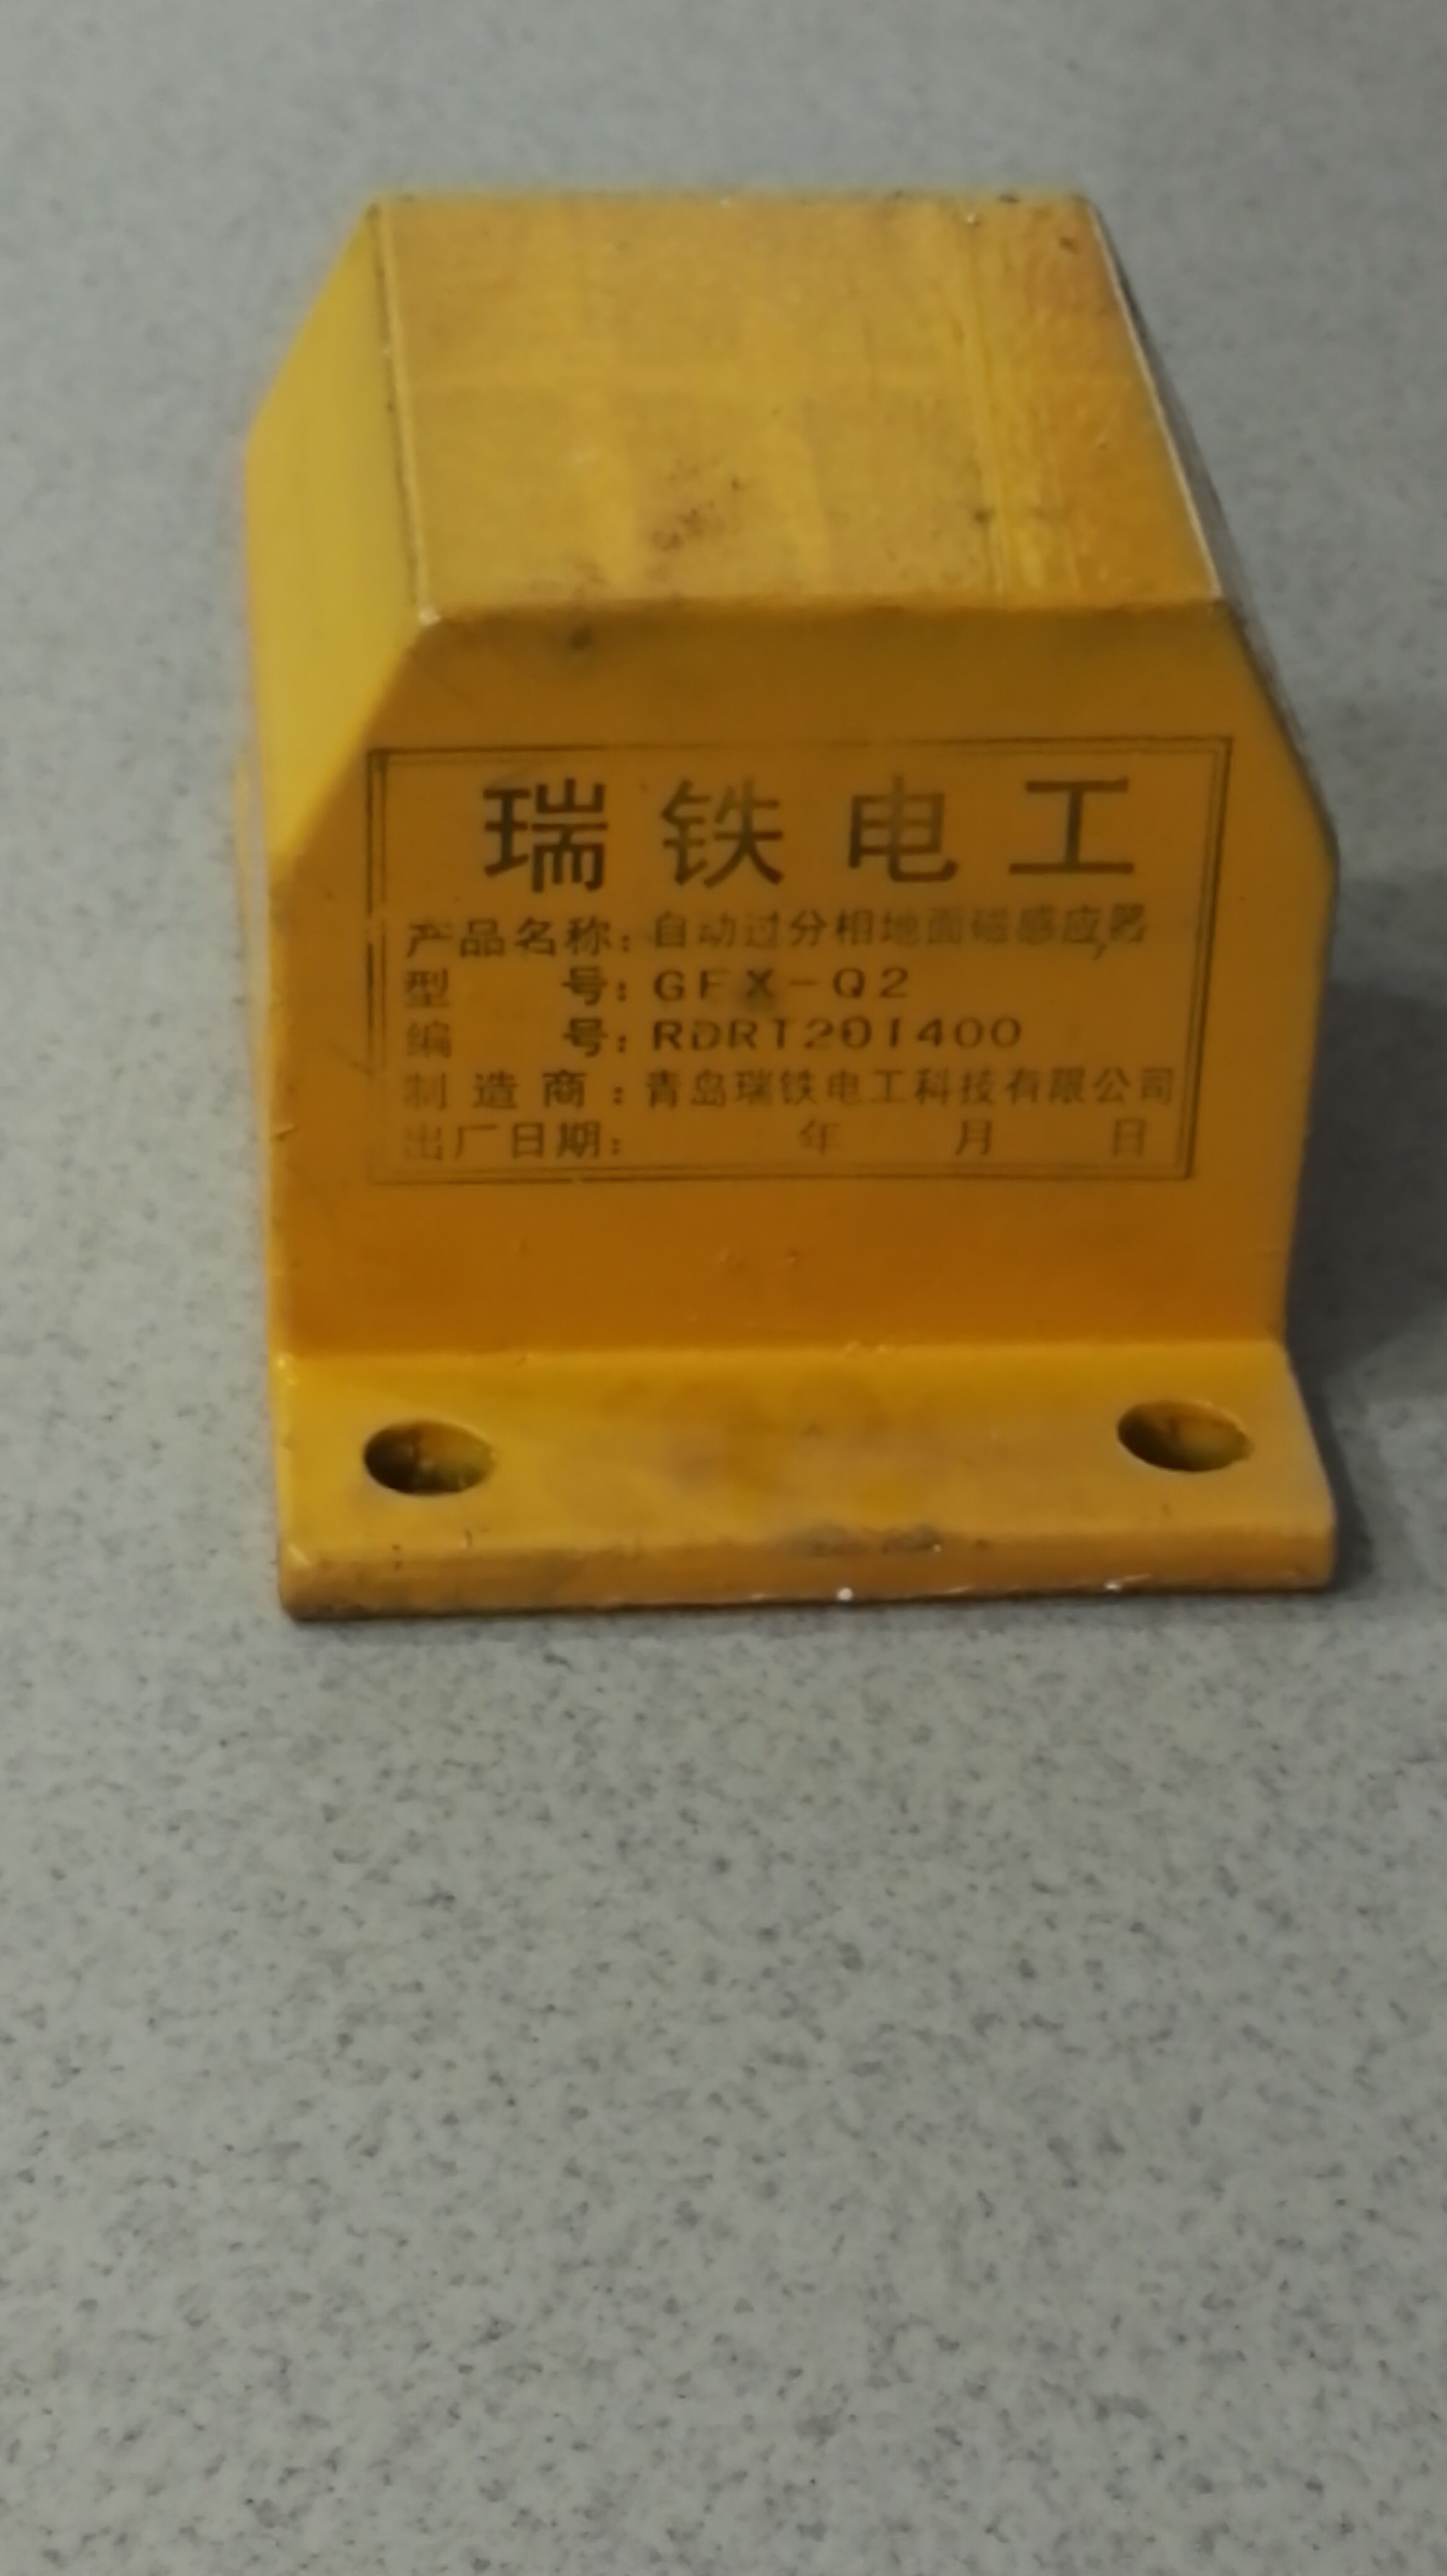 瑞铁电工
产品名称：自动过分相地面磁感应器
型 号：GFX-Q2
编 号：RDRT201400
制造商：青岛瑞铁电工科技有限公司
出厂日期： 年 月 日